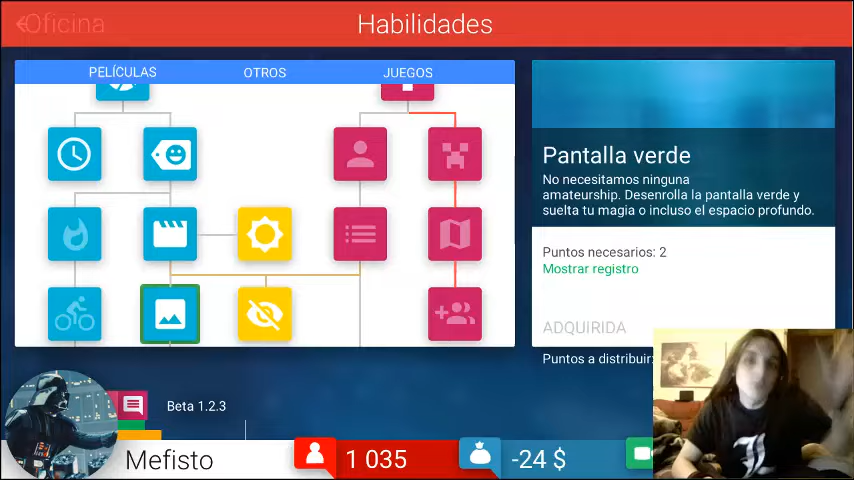 Oficina
Habilidades
PELÍCULAS
OTROS
JUEGOS
Pantalla verde
No necesitamos ninguna
amateurship. Desenrolla la pantalla verde y
suelta tu magia o incluso el espacio profundo.
Puntos necesarios: 2
Mostrar registro
ADQUIRIDA
Puntos a distribuir:
Beta 1.2.3
Mefisto
1 035
-24 $